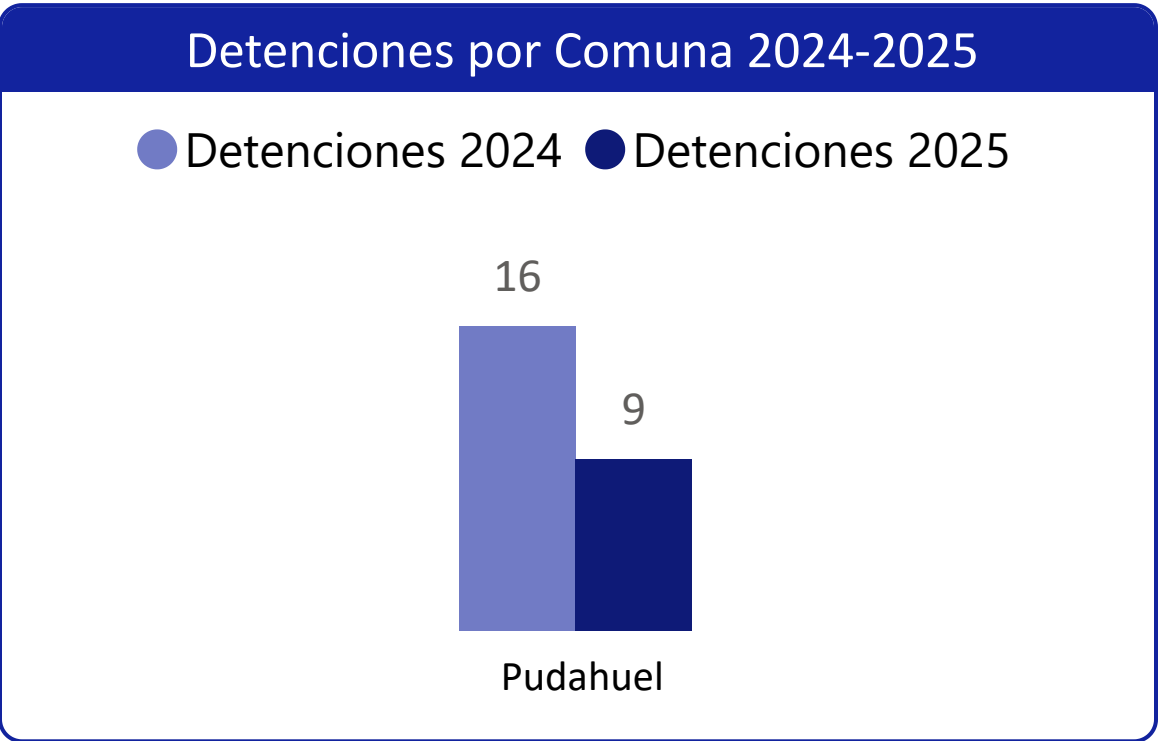 Detenciones por Comuna 2024-2025
Detenciones 2024 Detenciones 2025
16
9
Pudahuel